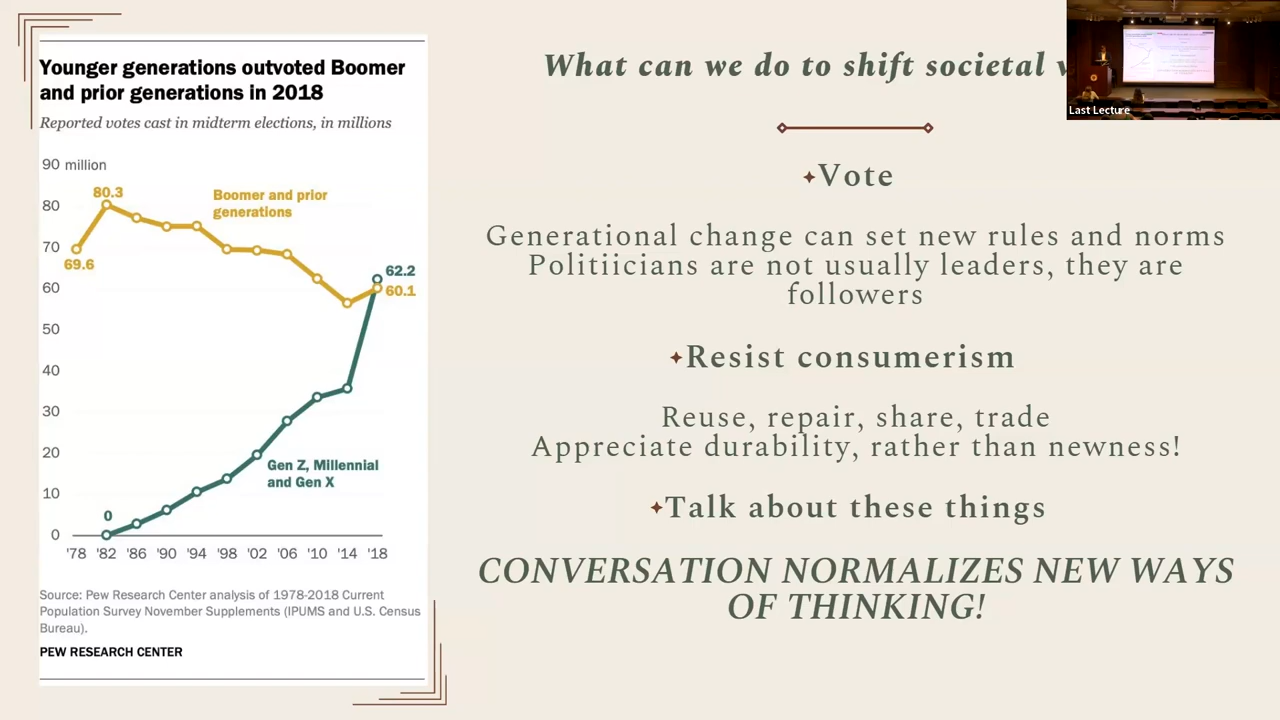 Younger generations outvoted Boomer
and prior generations in 2018
Reported votes cast in midterm elections, in millions
90 million
80
70
60
50
40
30
20
10
0
80.3
69.6
Boomer and prior
generations
62.2
60.1
Gen Z, Millennial
and Gen X
0
'78 '82 '86 '90 '94 '98 '02 '06 '10 '14 '18
Source: Pew Research Center analysis of 1978-2018 Current
Population Survey November Supplements (IPUMS and U.S. Census
Bureau).
PEW RESEARCH CENTER
What can we do to shift societal
Vote
Generational change can set new rules and norms
Politiicians are not usually leaders, they are
followers
Resist consumerism
Reuse, repair, share, trade
Appreciate durability, rather than newness!
Talk about these things
CONVERSATION NORMALIZES NEW WAYS
OF THINKING!
Last Lecture